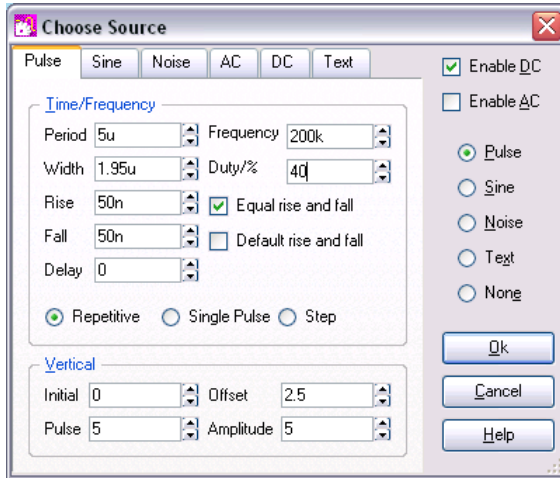 Choose Source
Pulse Sine Noise AC DC Text
Enable DC
Enable AC
Time/Frequency
Period 5u Frequency 200k
Width 1.95u Duty/% 40
Rise 50n Equal rise and fall
Fall 50n Default rise and fall
Delay 0
Repetitive Single Pulse Step
Pulse
Sine
Noise
Text
None
Vertical
Initial 0 Offset 2.5
Pulse 5 Amplitude 5
Ok
Cancel
Help